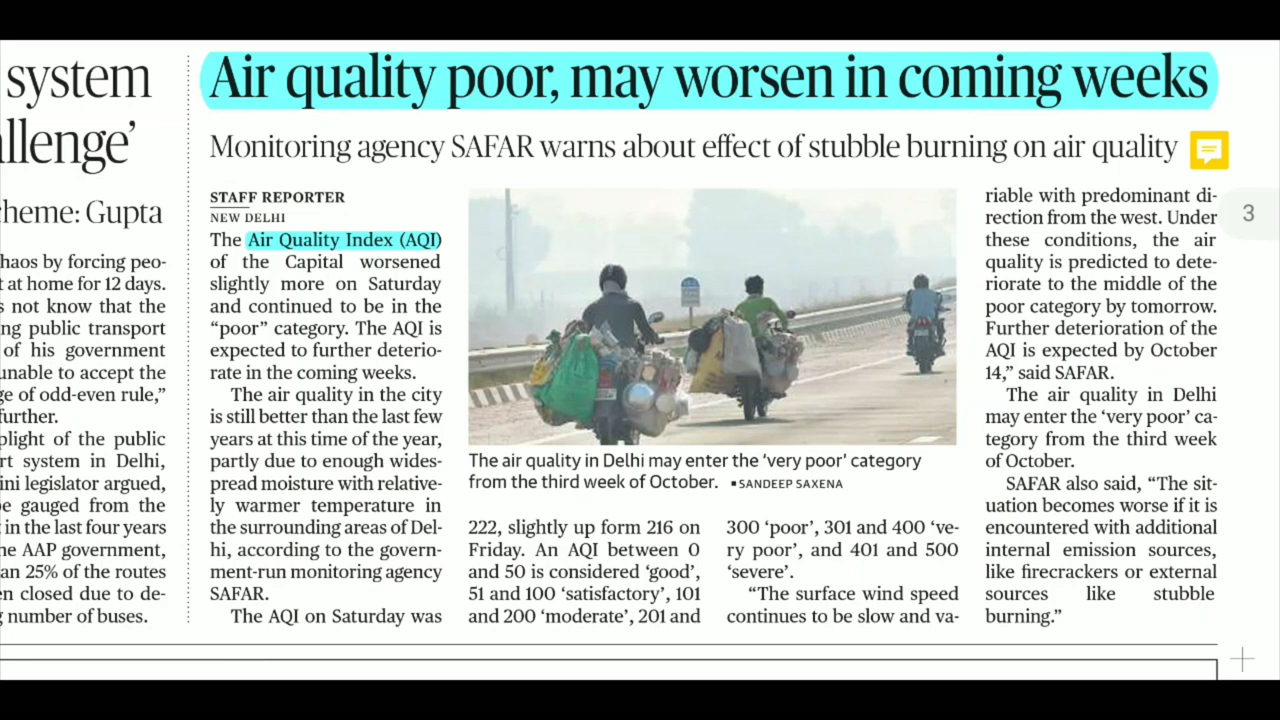 system
llenge’
heme: Gupta
haos by forcing peo-
t at home for 12 days.
s not know that the
ng public transport
of his government
unable to accept the
ge of odd-even rule,”
further.
plight of the public
rt system in Delhi,
ini legislator argued,
be gauged from the
in the last four years
he AAP government,
an 25% of the routes
en closed due to de-
g number of buses.
Air quality poor, may worsen in coming weeks
Monitoring agency SAFAR warns about effect of stubble burning on air quality
STAFF REPORTER
NEW DELHI
The Air Quality Index (AQI)
of the Capital worsened
slightly more on Saturday
and continued to be in the
“poor” category. The AQI is
expected to further deterio-
rate in the coming weeks.
The air quality in the city
is still better than the last few
years at this time of the year,
partly due to enough wides-
pread moisture with relative-
ly warmer temperature in
the surrounding areas of Del-
hi, according to the govern-
ment-run monitoring agency
SAFAR.
The AQI on Saturday was
The air quality in Delhi may enter the ‘very poor’ category
from the third week of October. ▪SANDEEP SAXENA
222, slightly up form 216 on
Friday. An AQI between 0
and 50 is considered ‘good’,
51 and 100 ‘satisfactory’, 101
and 200 ‘moderate’, 201 and
300 ‘poor’, 301 and 400 ‘ve-
ry poor’, and 401 and 500
‘severe’.
“The surface wind speed
continues to be slow and va-
riable with predominant di-
rection from the west. Under
these conditions, the air
quality is predicted to dete-
riorate to the middle of the
poor category by tomorrow.
Further deterioration of the
AQI is expected by October
14,” said SAFAR.
The air quality in Delhi
may enter the ‘very poor’ ca-
tegory from the third week
of October.
SAFAR also said, “The sit-
uation becomes worse if it is
encountered with additional
internal emission sources,
like firecrackers or external
sources like stubble
burning.”
3